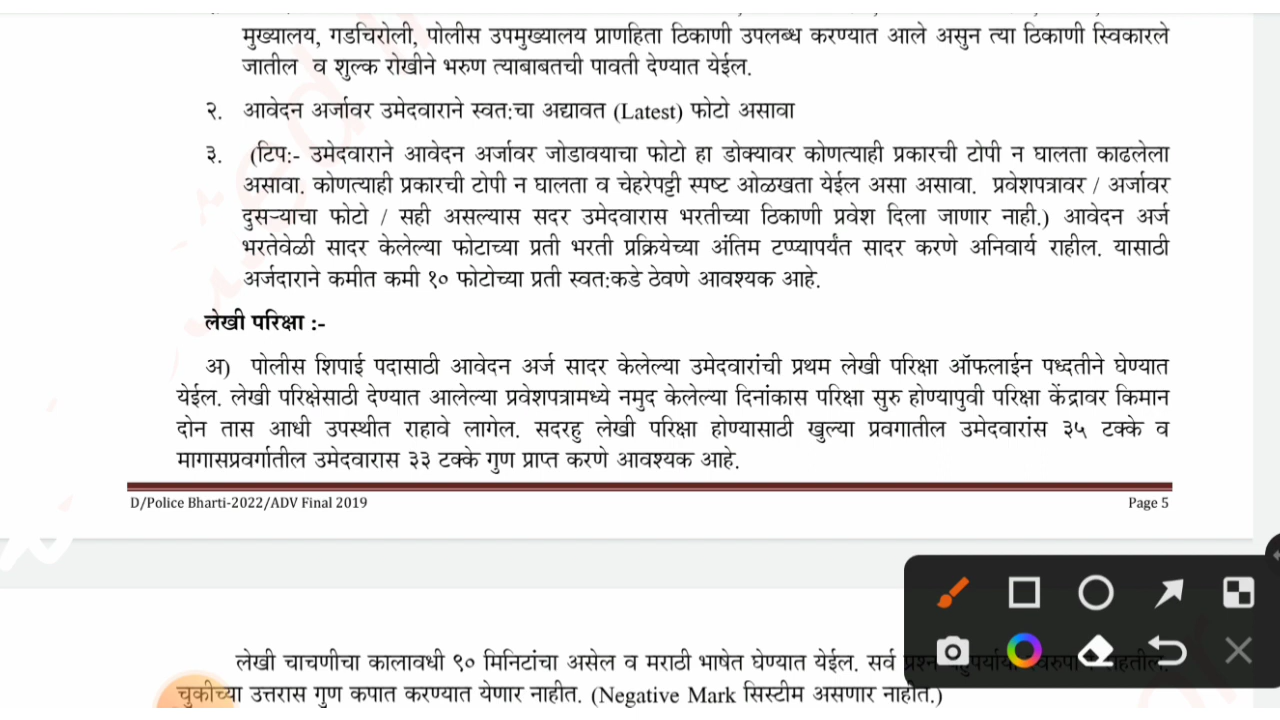 मुख्यालय, गडचिरोली, पोलीस उपमुख्यालय प्राणहिता ठिकाणी उपलब्ध करण्यात आले असुन त्या ठिकाणी स्विकारले
जातील व शुल्क रोखीने भरुण त्याबाबतची पावती देण्यात येईल.
२. आवेदन अर्जावर उमेदवाराने स्वत:चा अद्यावत (Latest) फोटो असावा
३. (टिप:- उमेदवाराने आवेदन अर्जावर जोडावयाचा फोटो हा डोक्यावर कोणत्याही प्रकारची टोपी न घालता काढलेला
असावा. कोणत्याही प्रकारची टोपी न घालता व चेहरेपट्टी स्पष्ट ओळखता येईल असा असावा. प्रवेशपत्रावर / अर्जावर
दुसऱ्याचा फोटो / सही असल्यास सदर उमेदवारास भरतीच्या ठिकाणी प्रवेश दिला जाणार नाही.) आवेदन अर्ज
भरतेवेळी सादर केलेल्या फोटाच्या प्रती भरती प्रक्रियेच्या अंतिम टप्प्यापर्यंत सादर करणे अनिवार्य राहील. यासाठी
अर्जदाराने कमीत कमी १० फोटोच्या प्रती स्वत:कडे ठेवणे आवश्यक आहे.
लेखी परिक्षा :-
अ) पोलीस शिपाई पदासाठी आवेदन अर्ज सादर केलेल्या उमेदवारांची प्रथम लेखी परिक्षा ऑफलाईन पध्दतीने घेण्यात
येईल. लेखी परिक्षेसाठी देण्यात आलेल्या प्रवेशपत्रामध्ये नमुद केलेल्या दिनांकास परिक्षा सुरु होण्यापुवी परिक्षा केंद्रावर किमान
दोन तास आधी उपस्थीत राहावे लागेल. सदरहु लेखी परिक्षा होण्यासाठी खुल्या प्रवगातील उमेदवारांस ३५ टक्के व
मागासप्रवर्गातील उमेदवारास ३३ टक्के गुण प्राप्त करणे आवश्यक आहे.
D/Police Bharti-2022/ADV Final 2019 Page 5
लेखी चाचणीचा कालावधी ९० मिनिटांचा असेल व मराठी भाषेत घेण्यात येईल. सर्व प्रश्न
चुकीच्या उत्तरास गुण कपात करण्यात येणार नाहीत. (Negative Mark सिस्टीम असणार नाहीत.)